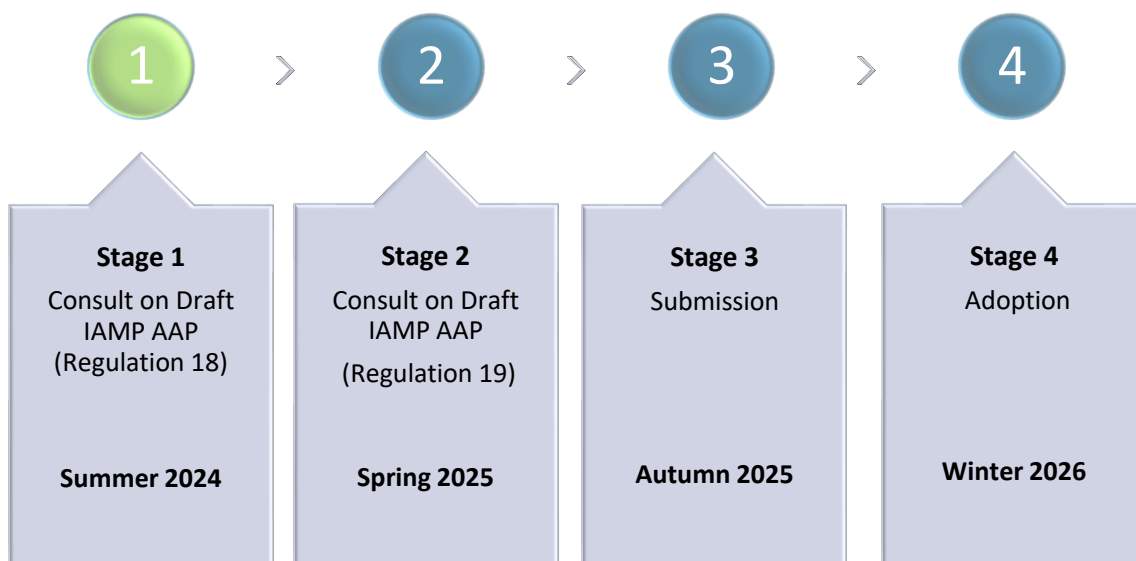 1
2
3
4
Stage 1
Consult on Draft
IAMP AAP
(Regulation 18)
Summer 2024
Stage 2
Consult on Draft
IAMP AAP
(Regulation 19)
Spring 2025
Stage 3
Submission
Autumn 2025
Stage 4
Adoption
Winter 2026